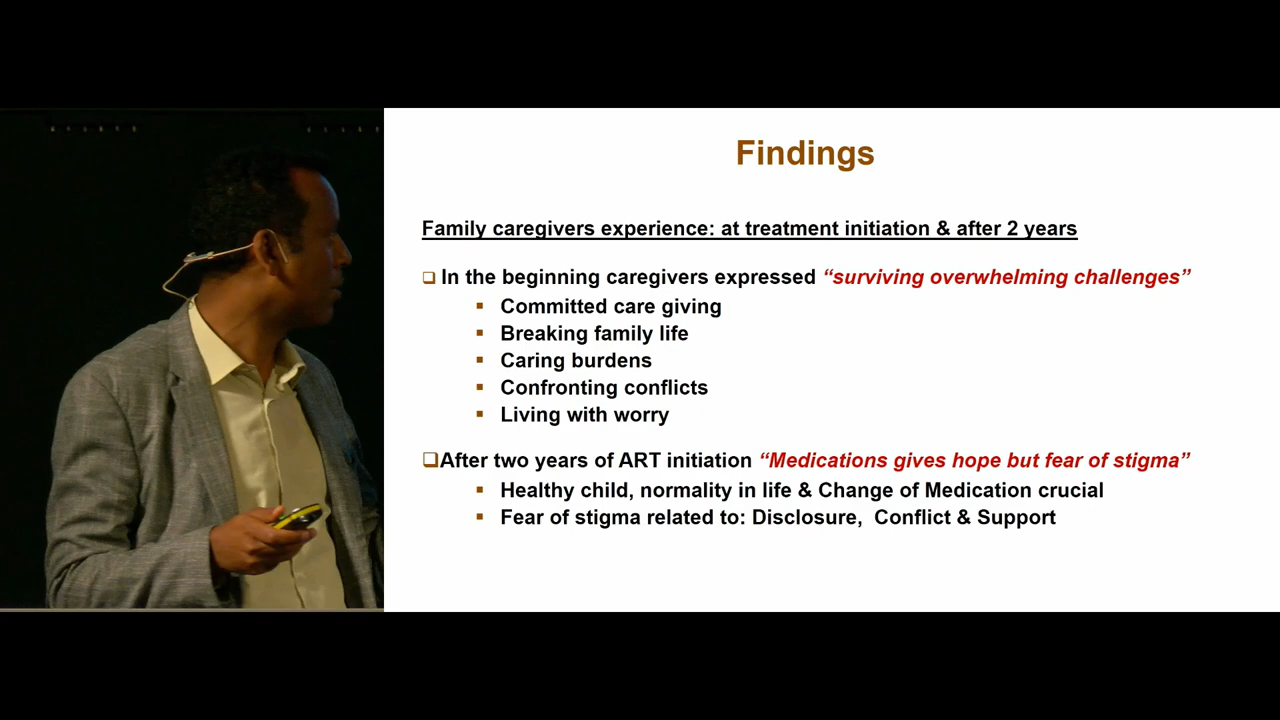 Findings
Family caregivers experience: at treatment initiation & after 2 years
❑ In the beginning caregivers expressed “surviving overwhelming challenges”
▪ Committed care giving
▪ Breaking family life
▪ Caring burdens
▪ Confronting conflicts
▪ Living with worry
❑After two years of ART initiation “Medications gives hope but fear of stigma”
▪ Healthy child, normality in life & Change of Medication crucial
▪ Fear of stigma related to: Disclosure, Conflict & Support